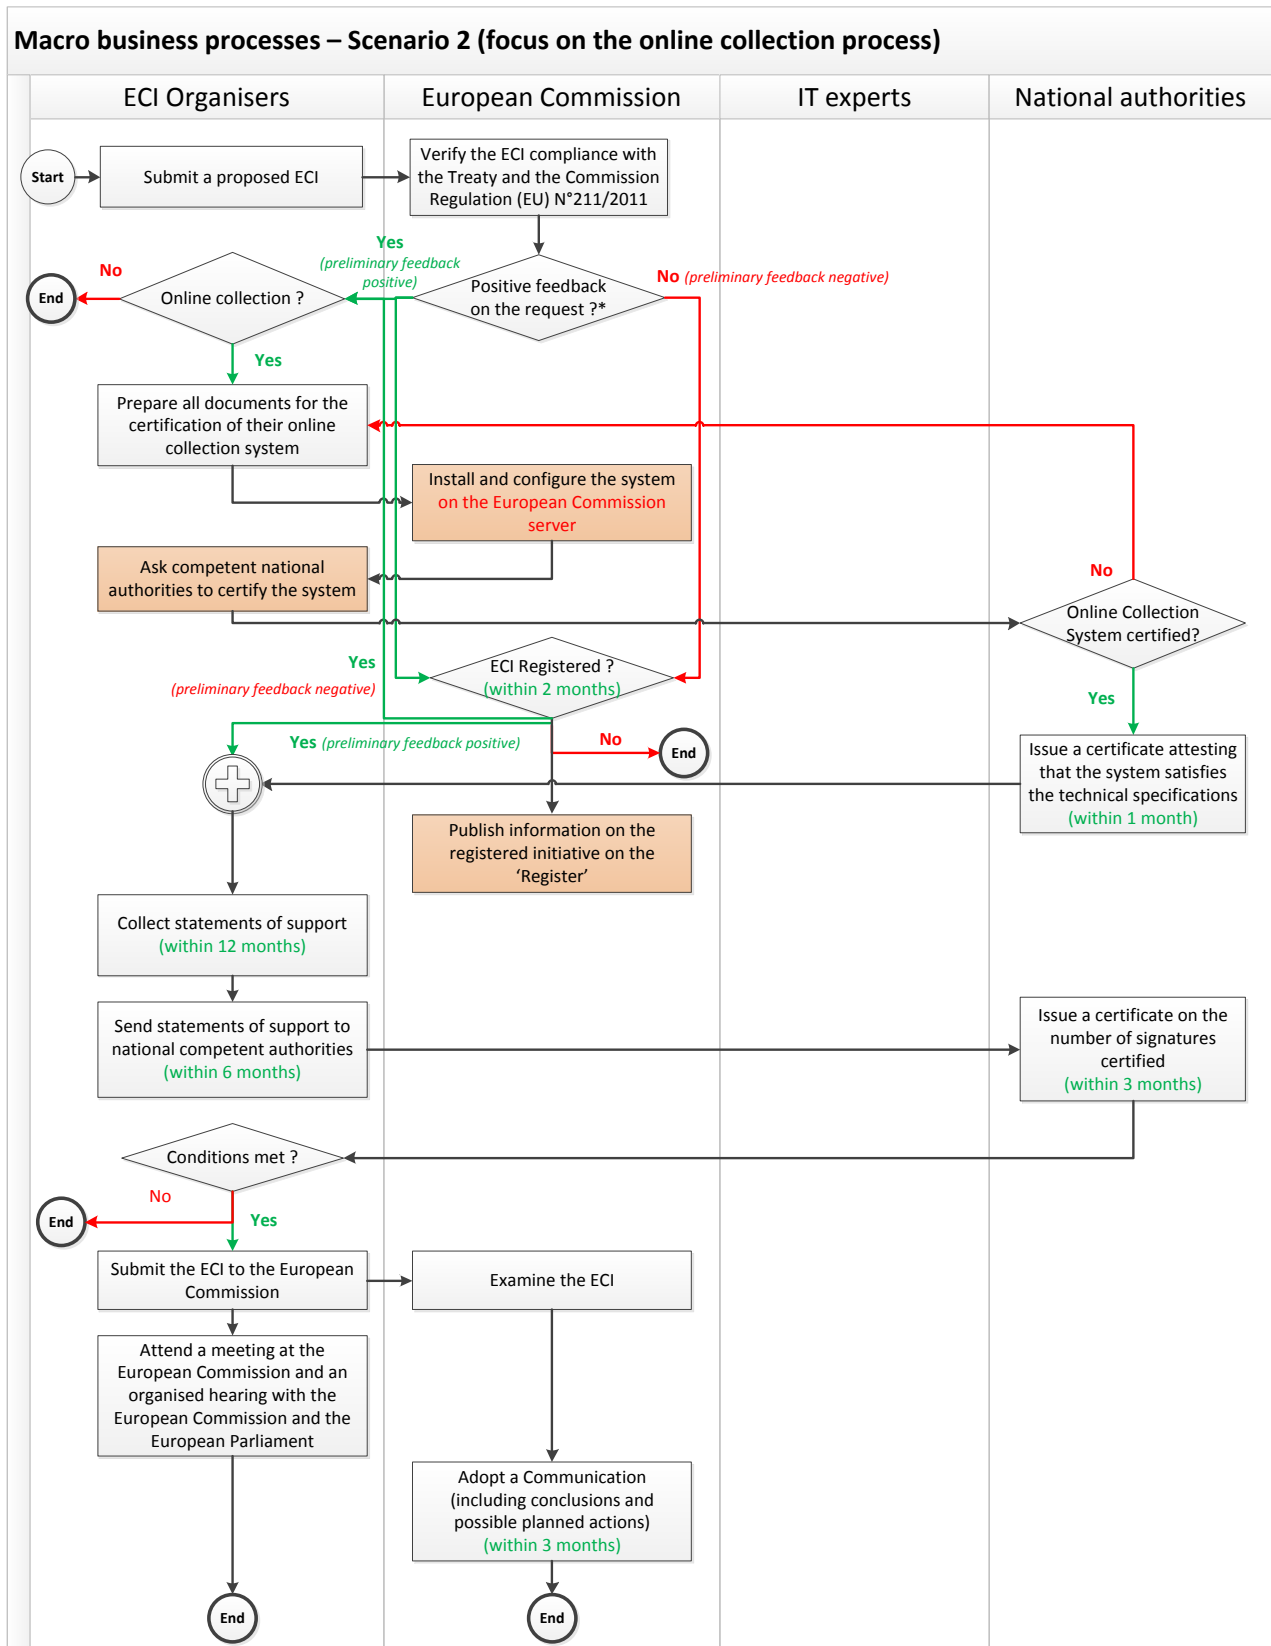 Macro business processes – Scenario 2 (focus on the online collection process)
ECI Organisers
European Commission
IT experts
National authorities
Start
Submit a proposed ECI
Verify the ECI compliance with
the Treaty and the Commission
Regulation (EU) N°211/2011
Yes
(preliminary feedback
positive)
No
End
Online collection ?
Positive feedback
on the request ?*
No (preliminary feedback negative)
Yes
Prepare all documents for the
certification of their online
collection system
Install and configure the system
on the European Commission
server
Ask competent national
authorities to certify the system
No
Online Collection
System certified?
Yes
(preliminary feedback negative)
ECI Registered ?
(within 2 months)
Yes
Yes (preliminary feedback positive)
No
End
Issue a certificate attesting
that the system satisfies
the technical specifications
(within 1 month)
Publish information on the
registered initiative on the
‘Register’
Collect statements of support
(within 12 months)
Send statements of support to
national competent authorities
(within 6 months)
Issue a certificate on the
number of signatures
certified
(within 3 months)
Conditions met ?
No
End
Yes
Submit the ECI to the European
Commission
Examine the ECI
Attend a meeting at the
European Commission and an
organised hearing with the
European Commission and the
European Parliament
Adopt a Communication
(including conclusions and
possible planned actions)
(within 3 months)
End
End